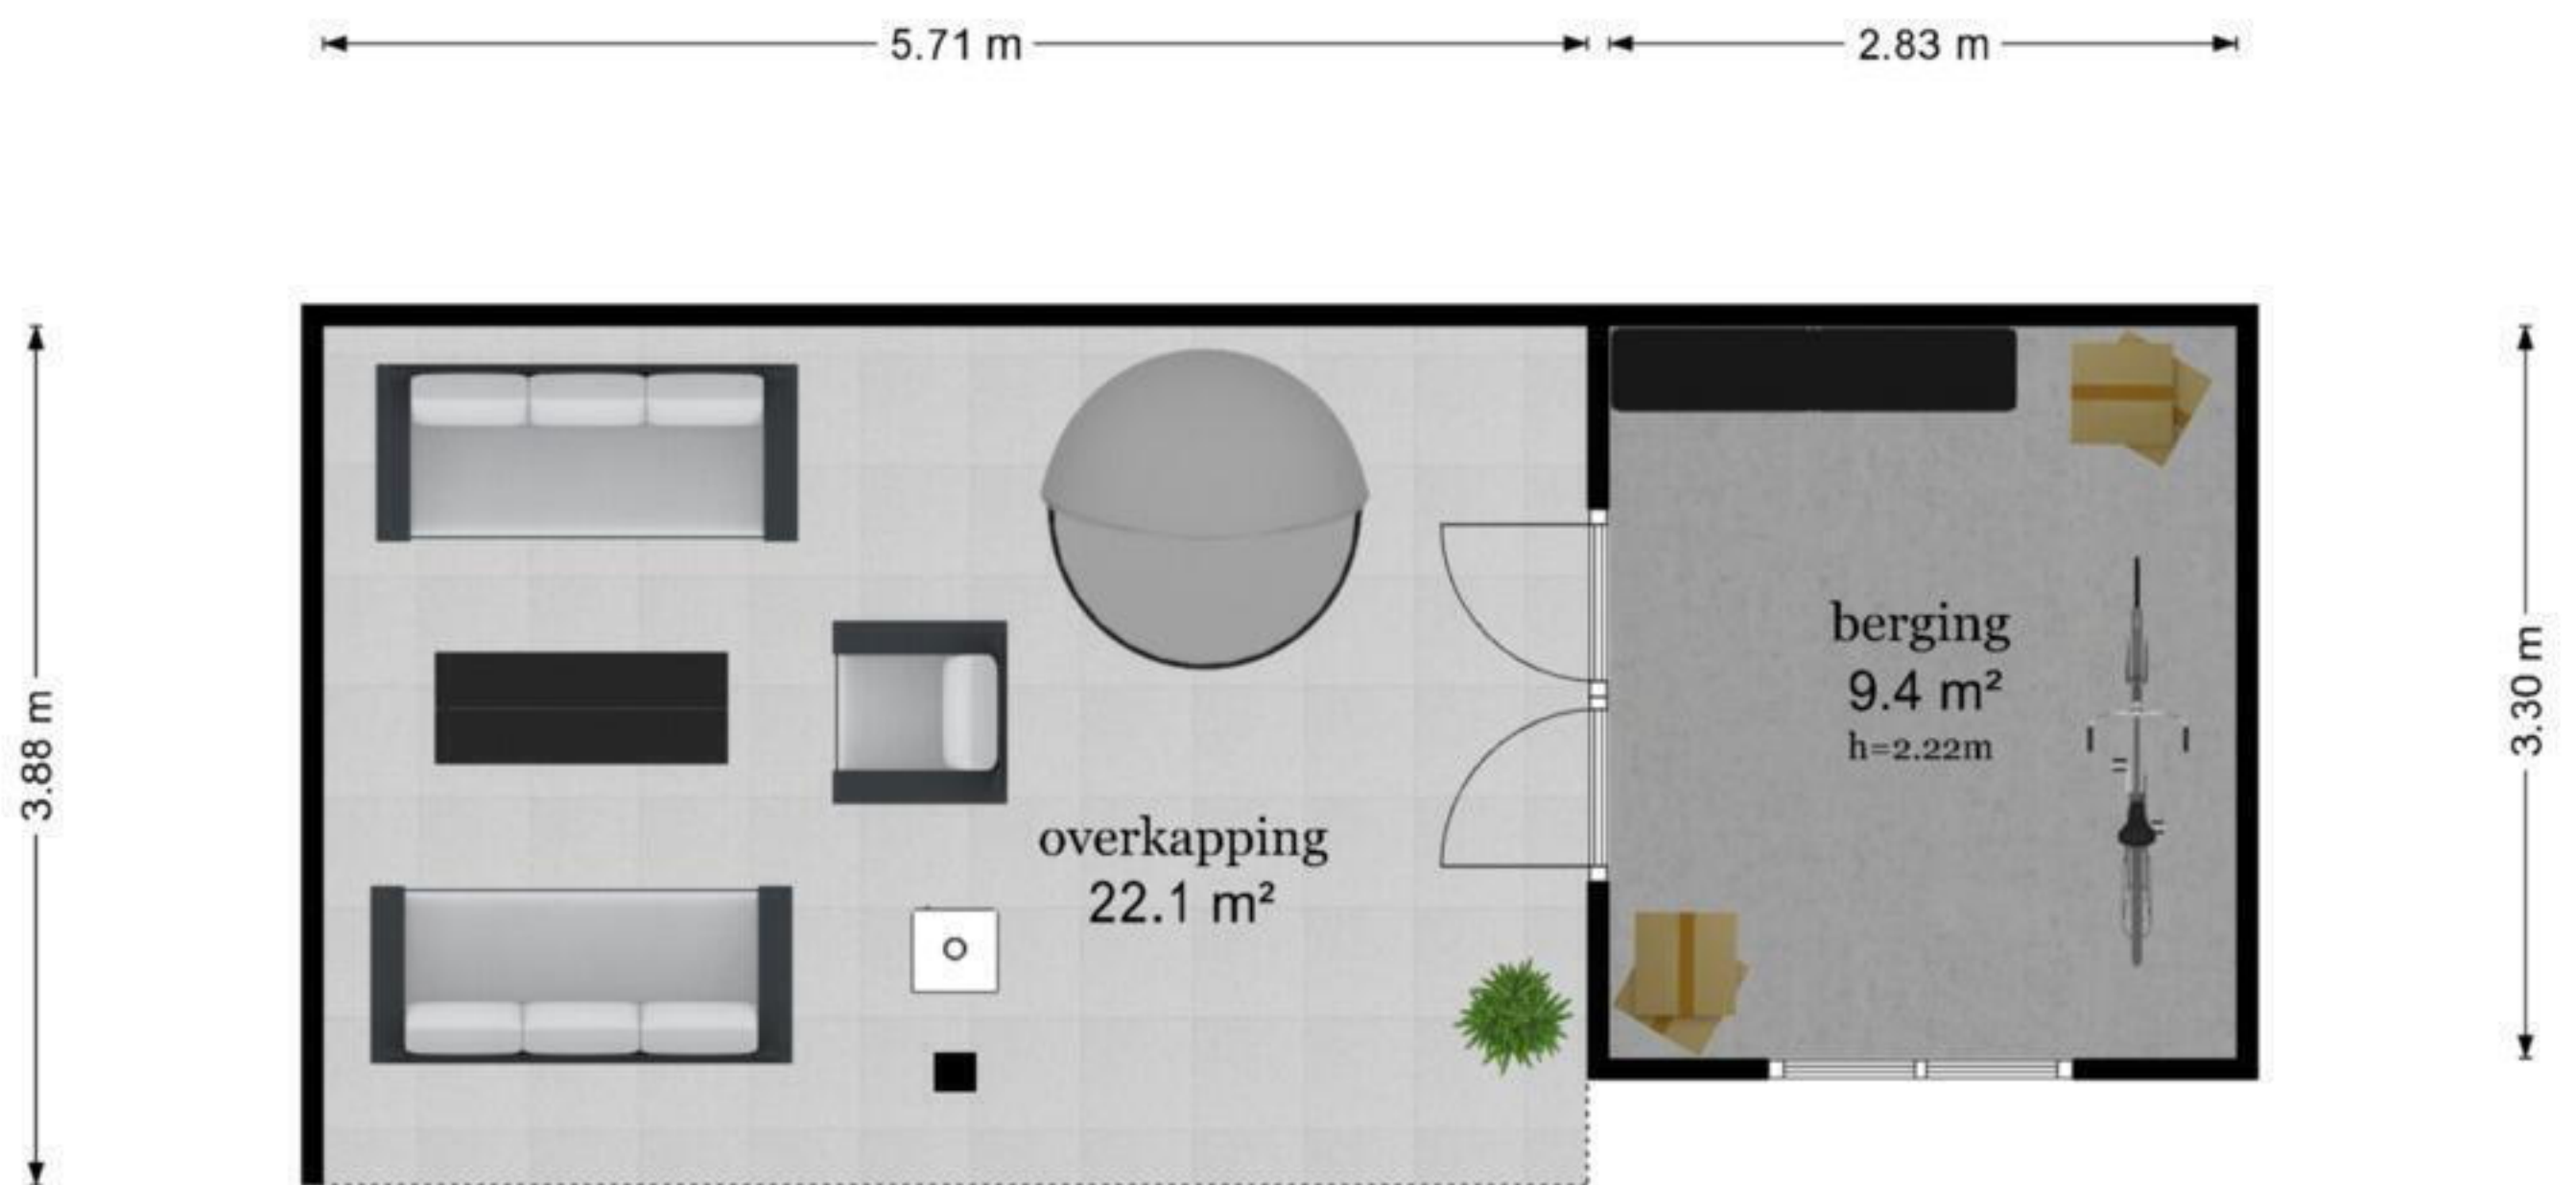 5.71 m
2.83 m
3.88 m
3.30 m
berging
9.4 m²
h=2.22m
overkapping
22.1 m²